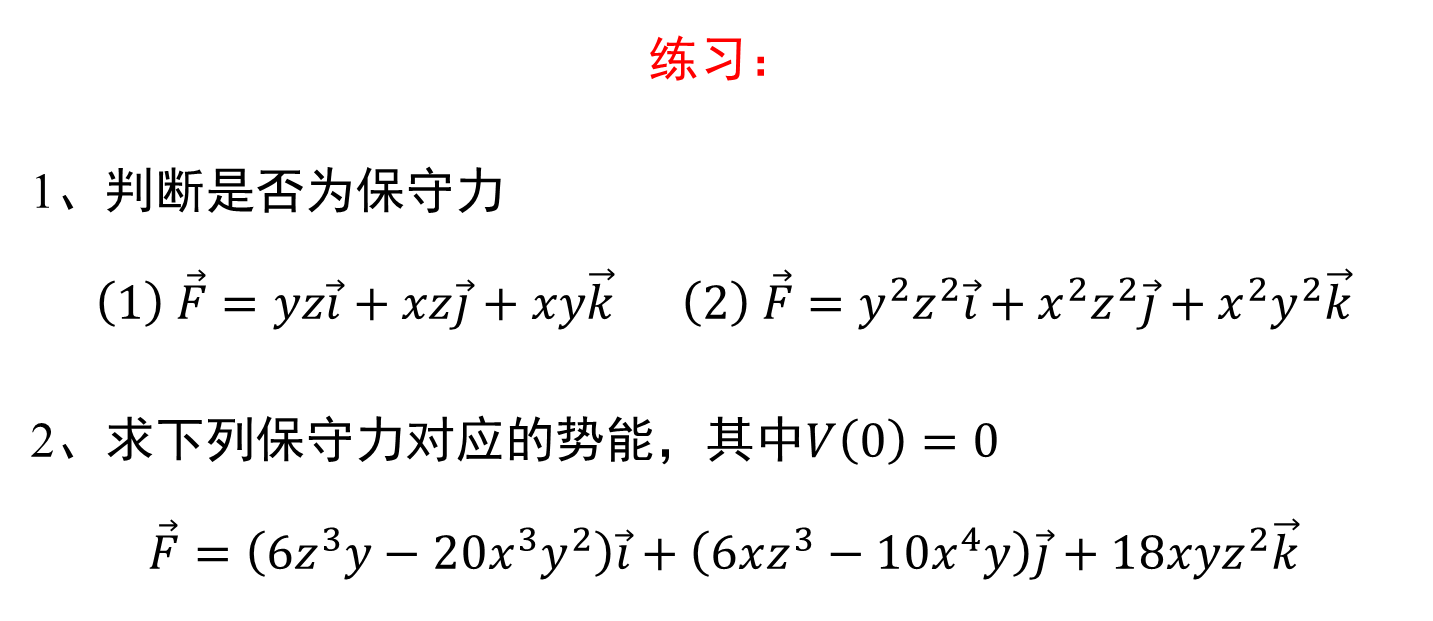 练习：
1、判断是否为保守力
(1) $\vec{F} = yz\vec{i} + xz\vec{j} + xy\vec{k}$ (2) $\vec{F} = y^2z^2\vec{i} + x^2z^2\vec{j} + x^2y^2\vec{k}$
2、求下列保守力对应的势能，其中$V(0) = 0$
$\vec{F} = (6z^3y - 20x^3y^2)\vec{i} + (6xz^3 - 10x^4y)\vec{j} + 18xyz^2\vec{k}$